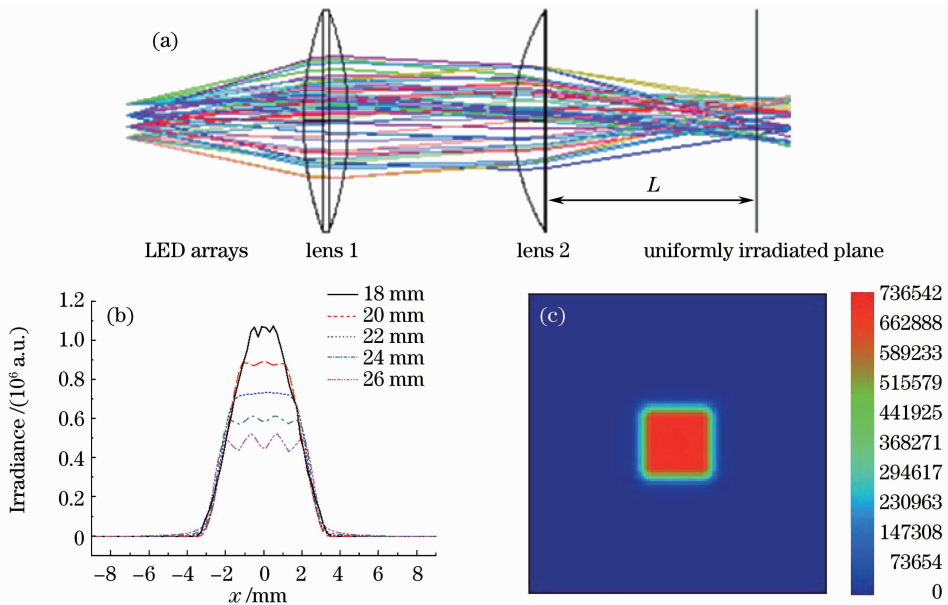 (a)
L
LED arrays
lens 1
lens 2
uniformly irradiated plane
(b)
Irradiance /(10⁶ a.u.)
1.2
1.0
0.8
0.6
0.4
0.2
0
−8
−6
−4
−2
0
2
4
6
8
x /mm
18 mm
20 mm
22 mm
24 mm
26 mm
(c)
736542
662888
589233
515579
441925
368271
294617
230963
147308
73654
0